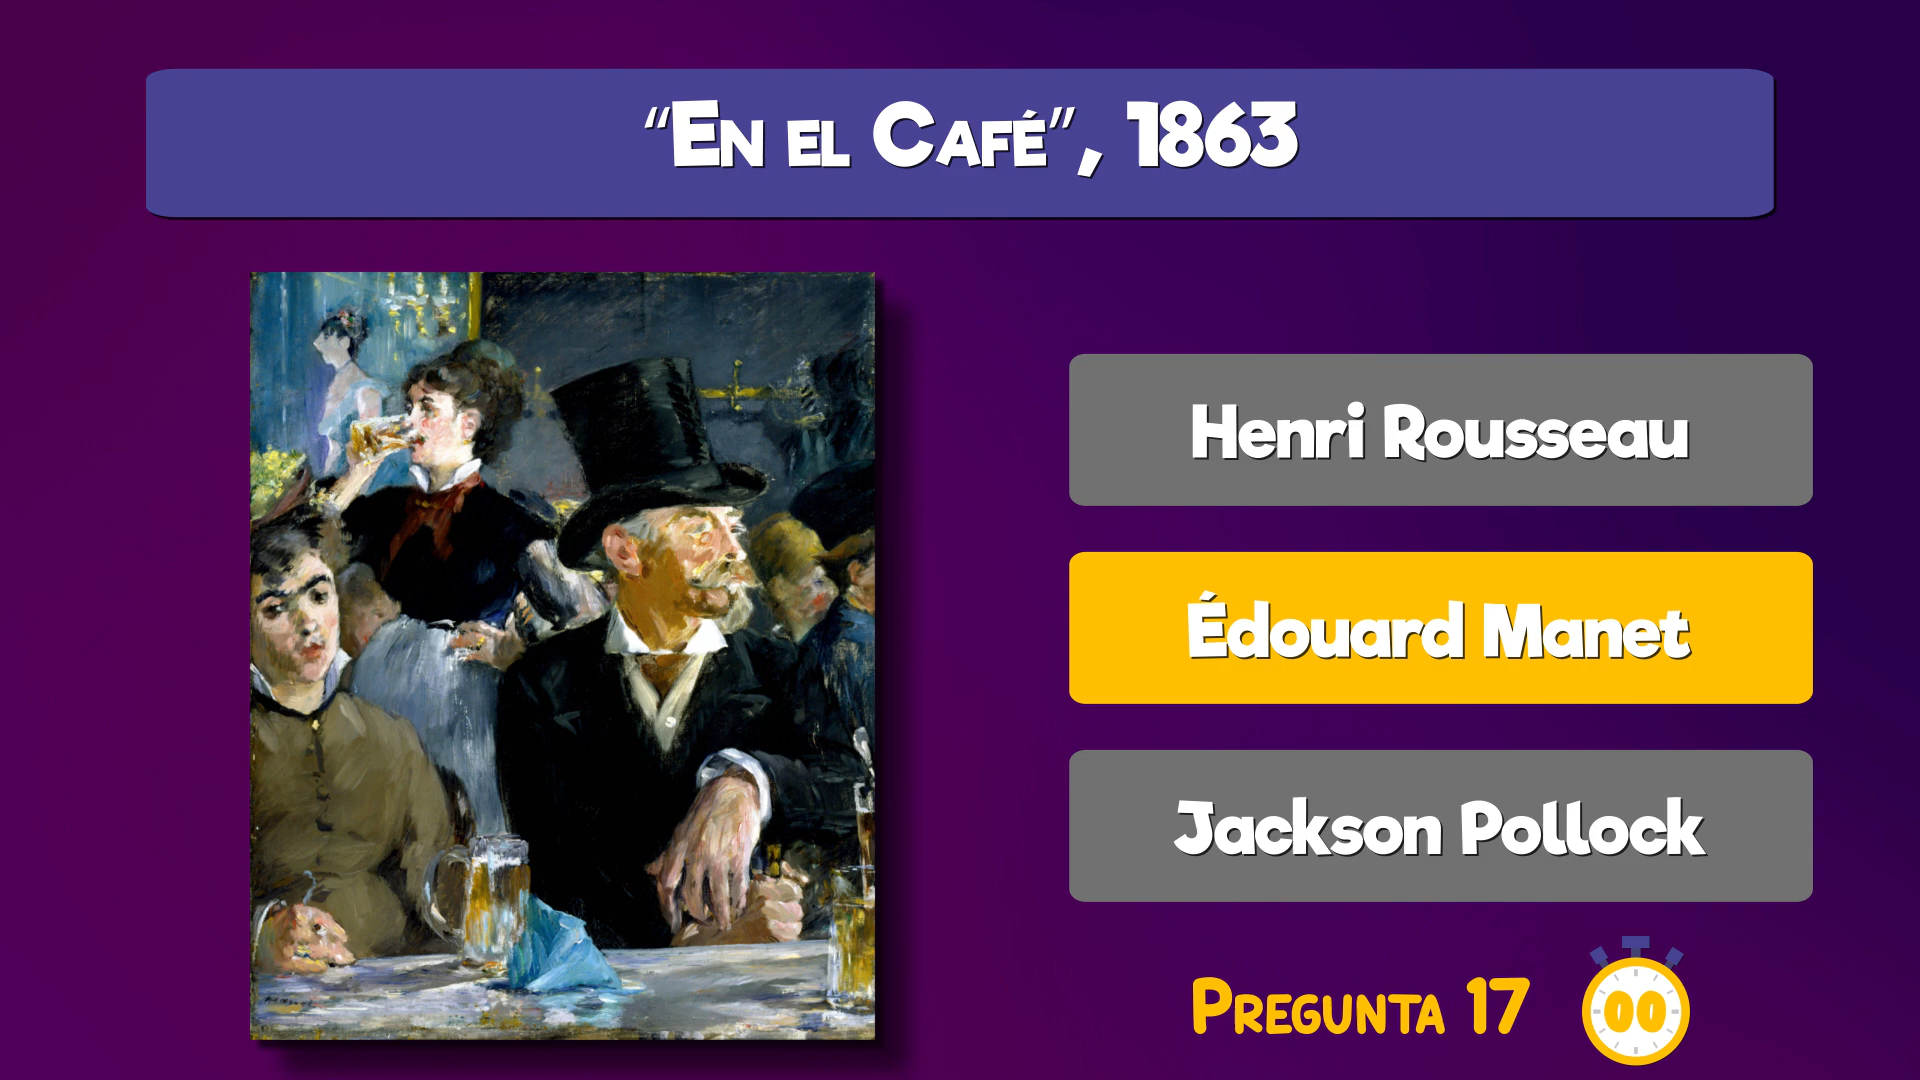 “En el Café”, 1863
Henri Rousseau
Édouard Manet
Jackson Pollock
Pregunta 17
00